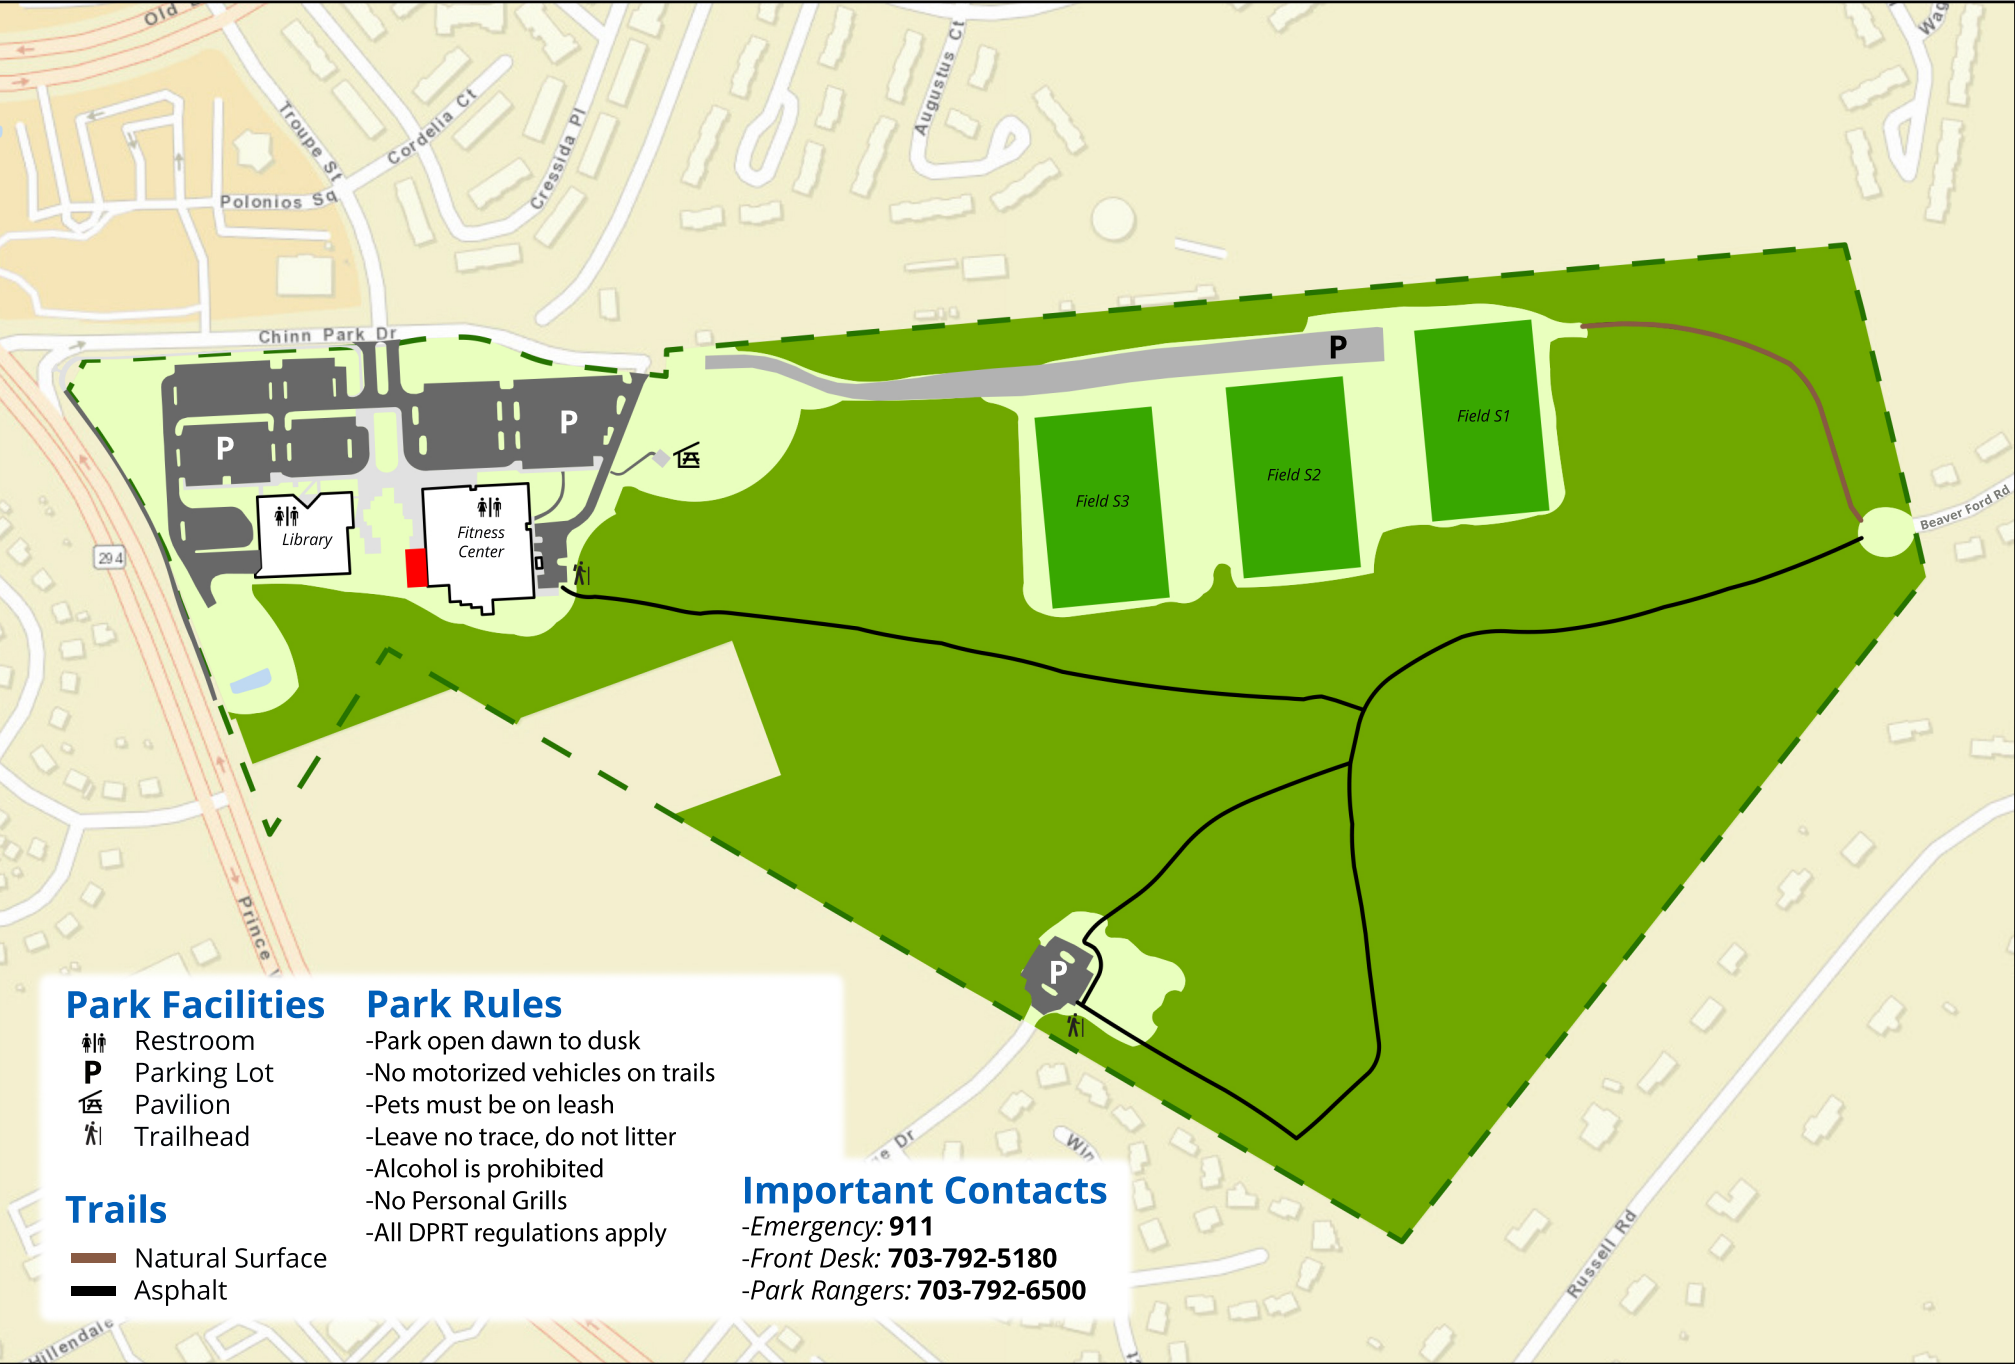 Old
Troupe St
Cordelia Ct
Cressida Pl
Augustus Ct
Wag
Polonios Sq
Chinn Park Dr
P
P
P
Field S1
Field S2
Field S3
Library
Fitness
Center
294
Beaver Ford Rd
Prince
P
Dr
Win
Russell Rd
Hillendale
Park Facilities
Restroom
P Parking Lot
Pavilion
Trailhead
Trails
Natural Surface
Asphalt
Park Rules
-Park open dawn to dusk
-No motorized vehicles on trails
-Pets must be on leash
-Leave no trace, do not litter
-Alcohol is prohibited
-No Personal Grills
-All DPRT regulations apply
Important Contacts
-Emergency: 911
-Front Desk: 703-792-5180
-Park Rangers: 703-792-6500